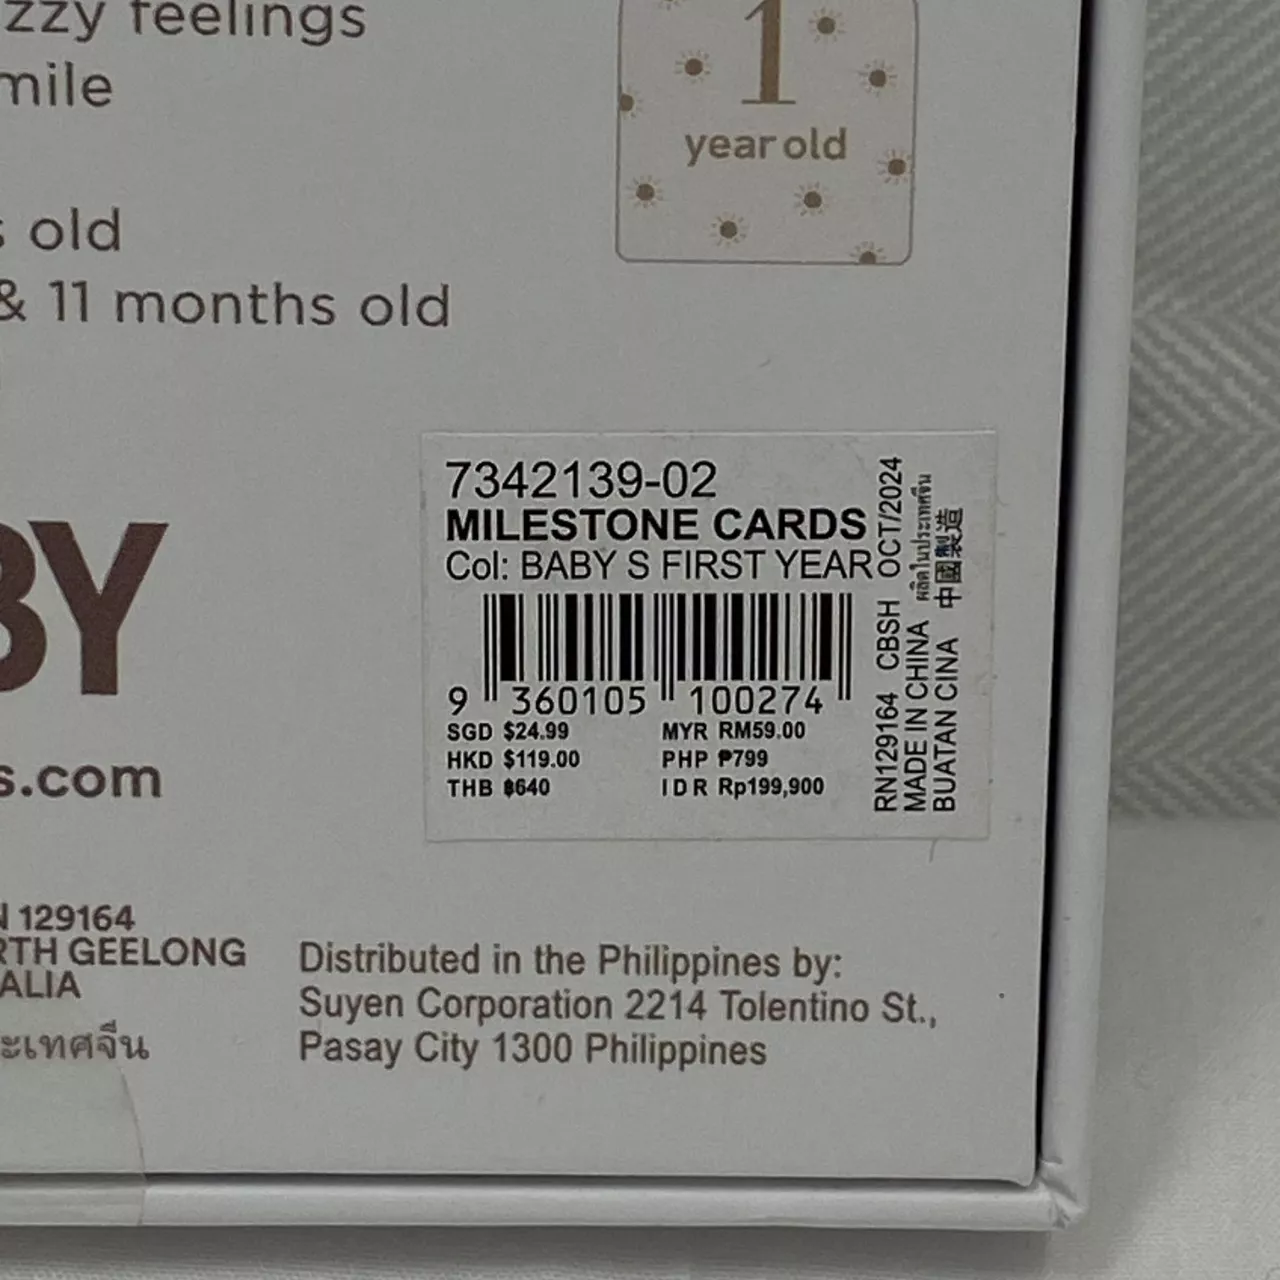 zzy feelings
mile
s old
& 11 months old
1
year old
BY
s.com
7342139-02
MILESTONE CARDS
Col: BABY S FIRST YEAR
9 360105 100274
SGD $24.99 MYR RM59.00
HKD $119.00 PHP ₱799
THB ฿640 IDR Rp199,900
RN129164 CBSH OCT/2024
MADE IN CHINA ผลิตในประเทศจีน
BUATAN CINA 中國製造
N 129164
RTH GEELONG
ALIA
ะเทศจีน
Distributed in the Philippines by:
Suyen Corporation 2214 Tolentino St.,
Pasay City 1300 Philippines